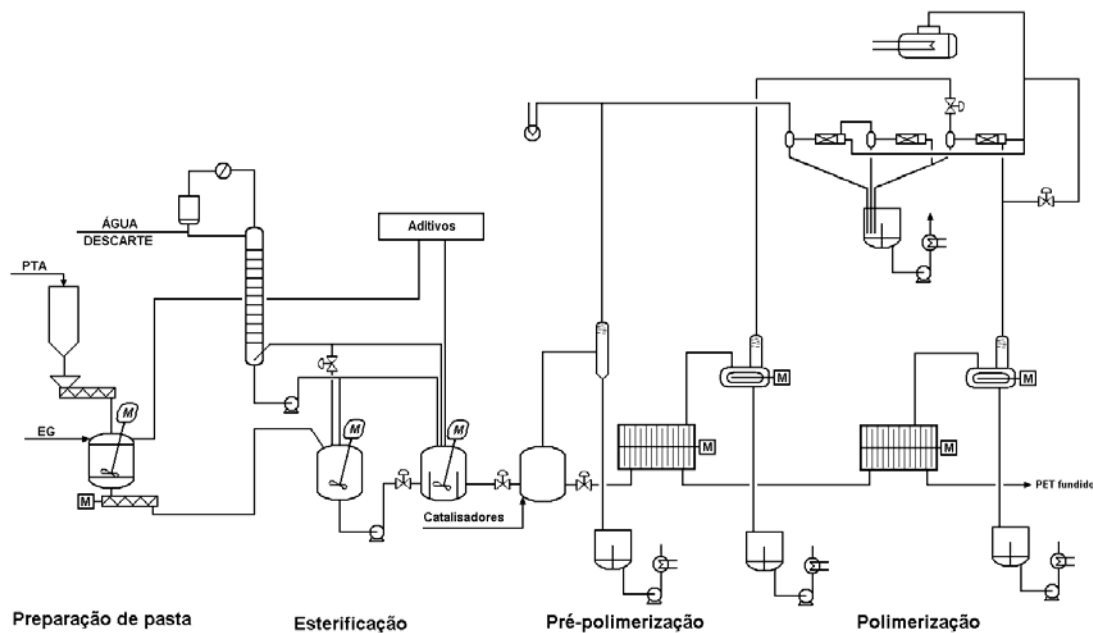 Aditivos
ÁGUA
DESCARTE
PTA
M
EG
M
M
M
M
M
M
M
Catalisadores
PET fundido
Preparação de pasta
Esterificação
Pré-polimerização
Polimerização